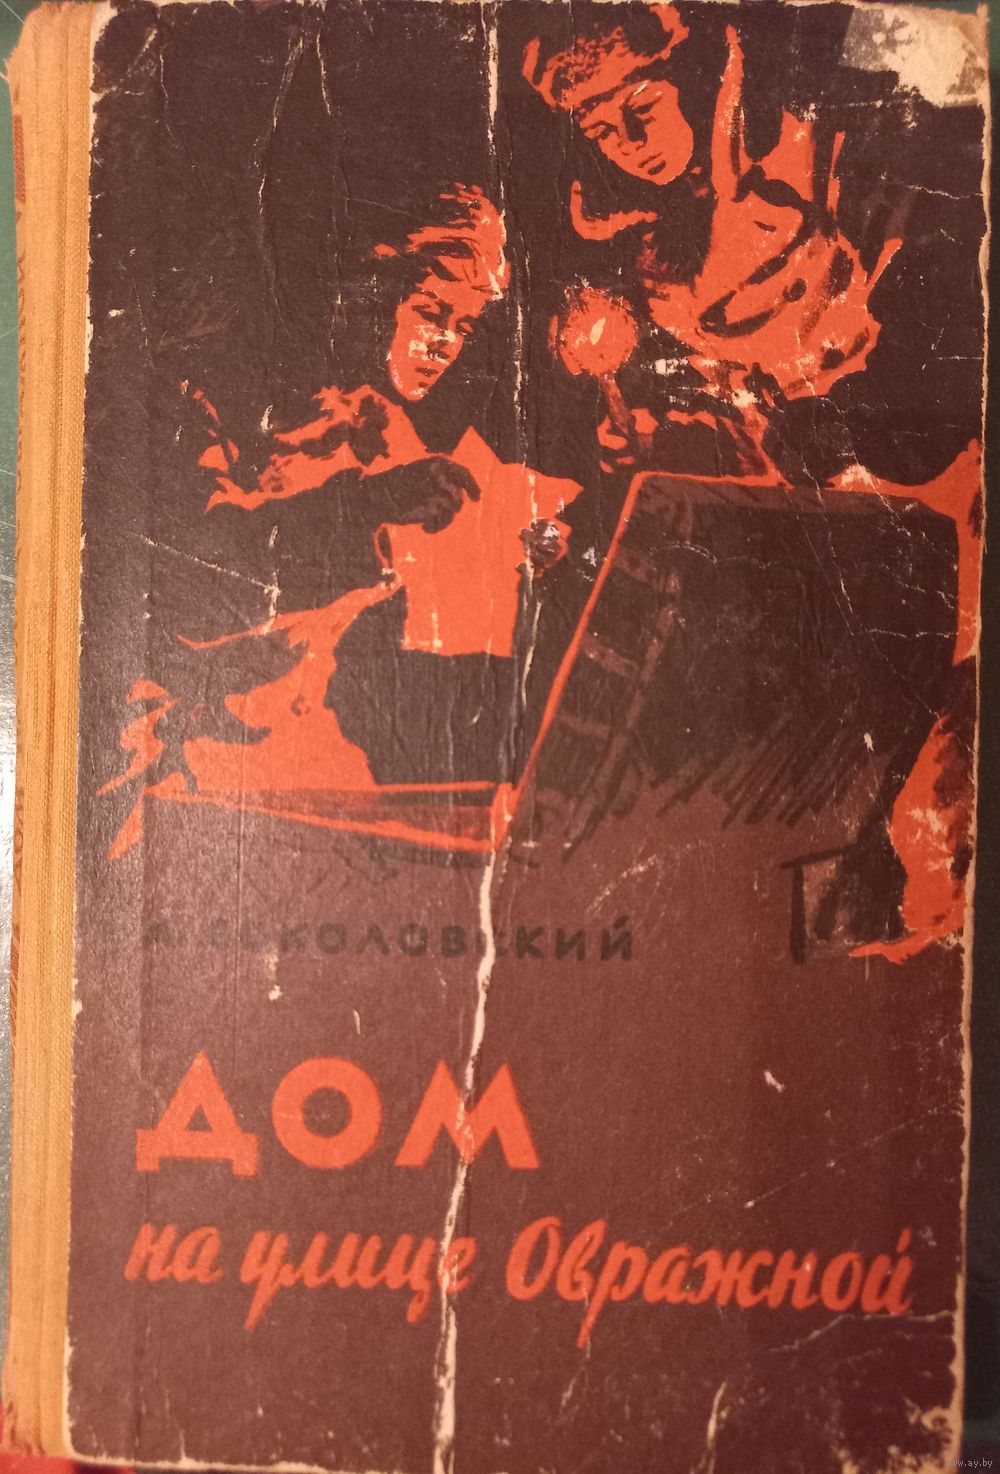 А. СОКОЛОВСКИЙ
ДОМ
на улице Овражной
www.ay.by